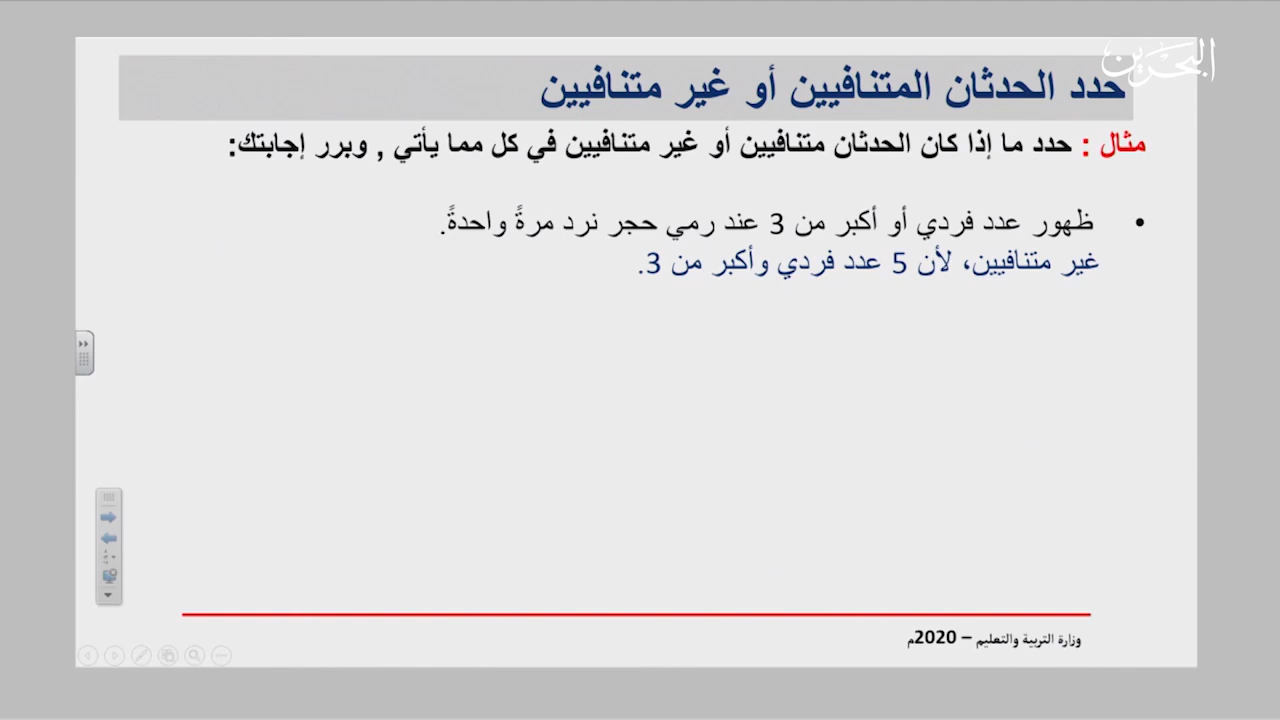 البحرين
حدد الحدثان المتنافيين أو غير متنافيين
مثال : حدد ما إذا كان الحدثان متنافيين أو غير متنافيين في كل مما يأتي , وبرر إجابتك:
• ظهور عدد فردي أو أكبر من 3 عند رمي حجر نرد مرةً واحدةً.
غير متنافيين، لأن 5 عدد فردي وأكبر من 3.
وزارة التربية والتعليم – 2020م